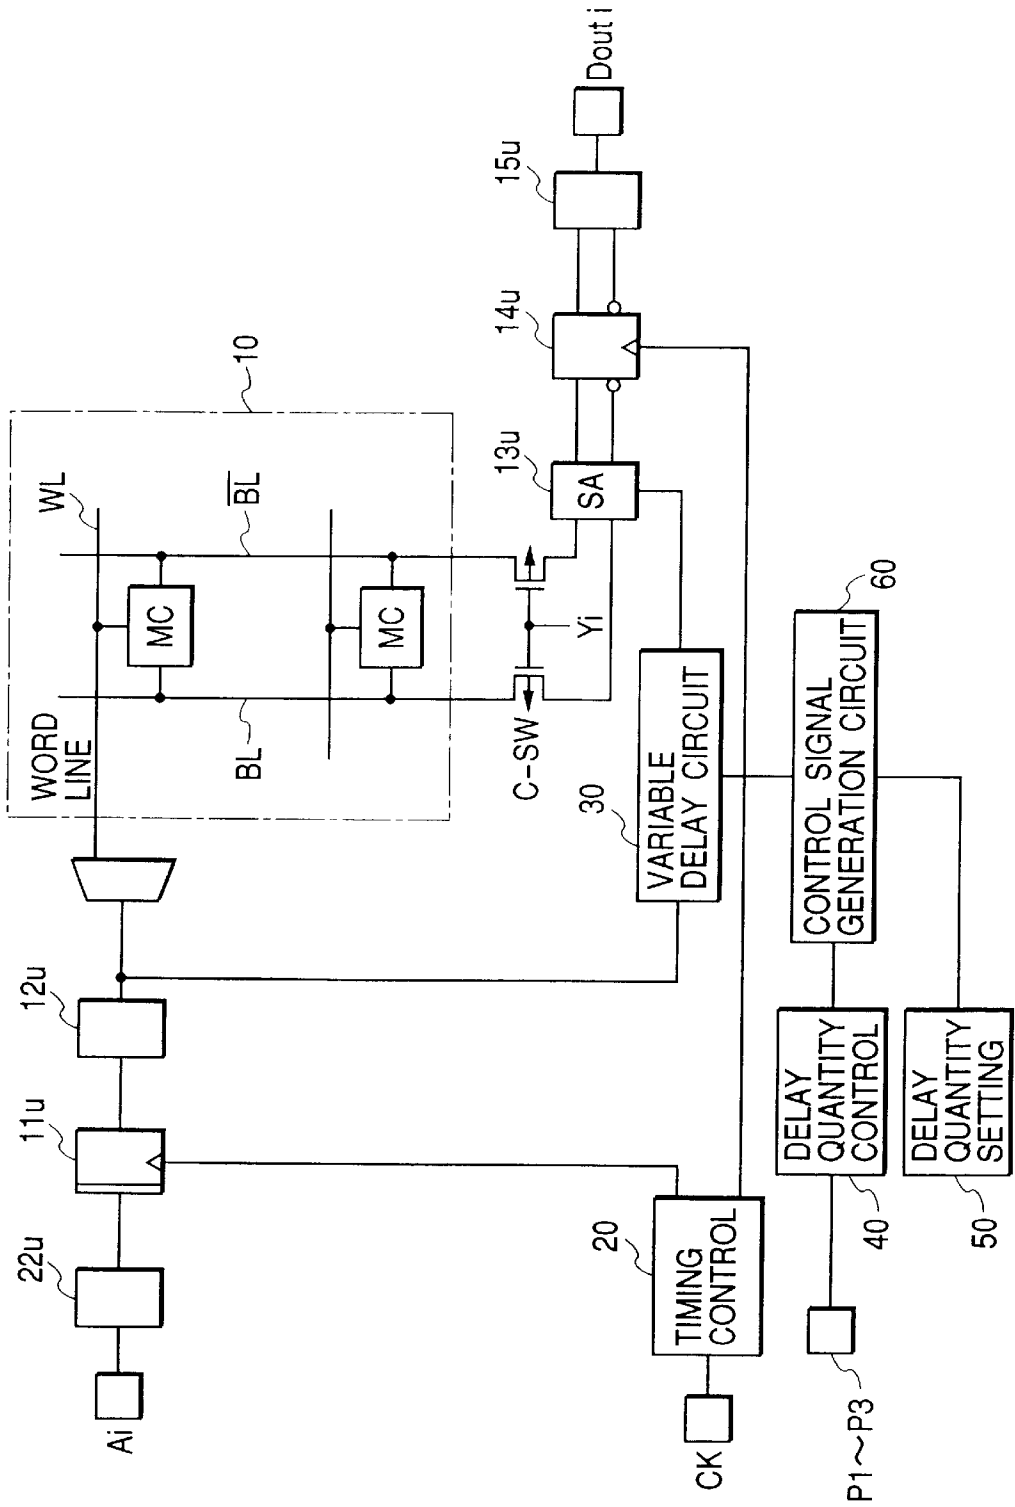 Ai
22u
11u
12u
WORD
LINE
WL
MC
MC
BL
BL
10
C-SW
Yi
13u
SA
14u
15u
Dout i
CK
20
TIMING
CONTROL
30
VARIABLE
DELAY CIRCUIT
P1~P3
40
DELAY
QUANTITY
CONTROL
50
DELAY
QUANTITY
SETTING
60
CONTROL SIGNAL
GENERATION CIRCUIT